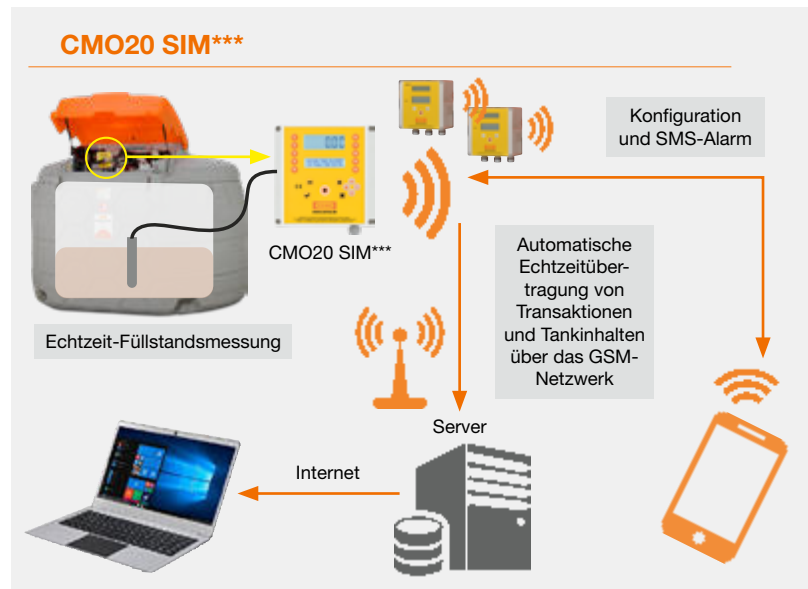 CMO20 SIM***
Konfiguration
und SMS-Alarm
CMO20 SIM***
Automatische
Echtzeitüber-
tragung von
Transaktionen
und Tankinhalten
über das GSM-
Netzwerk
Echtzeit-Füllstandsmessung
Server
Internet